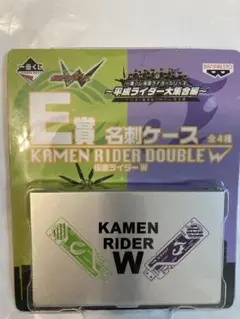 一番くじ
～平成ライダー大集合編～
BANPRESTO
E賞 名刺ケース 全4種
KAMEN RIDER DOUBLE W
仮面ライダーW
KAMEN
RIDER
W
C
J